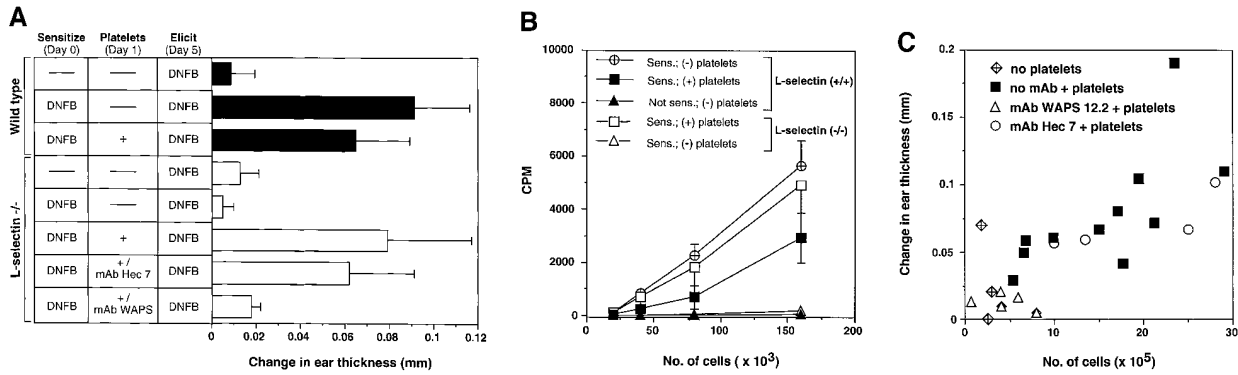 A
Sensitize (Day 0) Platelets (Day 1) Elicit (Day 5)
Wild type
— — DNFB
DNFB — DNFB
DNFB + DNFB
L-selectin -/-
— — DNFB
DNFB — DNFB
DNFB + DNFB
DNFB + / mAb Hec 7 DNFB
DNFB + / mAb WAPS DNFB
0 0.02 0.04 0.06 0.08 0.1 0.12
Change in ear thickness (mm)
B
10000
8000
6000
4000
2000
0
CPM
Sens.; (-) platelets
Sens.; (+) platelets
Not sens.; (-) platelets
L-selectin (+/+)
Sens.; (+) platelets
Sens.; (-) platelets
L-selectin (-/-)
0 50 100 150 200
No. of cells ( x 10³)
C
0.2
0.15
0.1
0.05
0
Change in ear thickness (mm)
no platelets
no mAb + platelets
mAb WAPS 12.2 + platelets
mAb Hec 7 + platelets
0 10 20 30
No. of cells (x 10⁵)